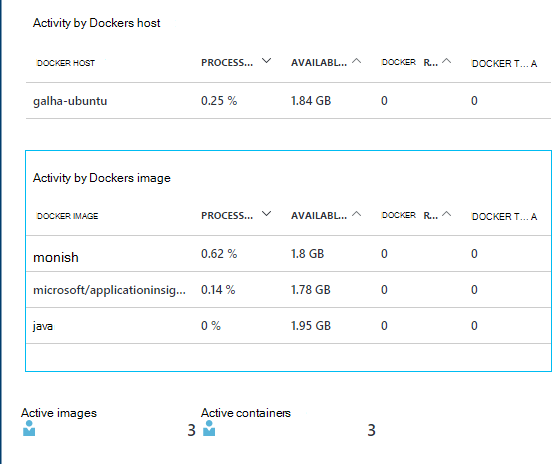 Activity by Dockers host
DOCKER HOST PROCESS... AVAILABL... DOCKER R... DOCKER T... A
galha-ubuntu 0.25 % 1.84 GB 0 0
Activity by Dockers image
DOCKER IMAGE PROCESS... AVAILABL... DOCKER R... DOCKER T... A
monish 0.62 % 1.8 GB 0 0
microsoft/applicationinsig... 0.14 % 1.78 GB 0 0
java 0 % 1.95 GB 0 0
Active images Active containers
3 3